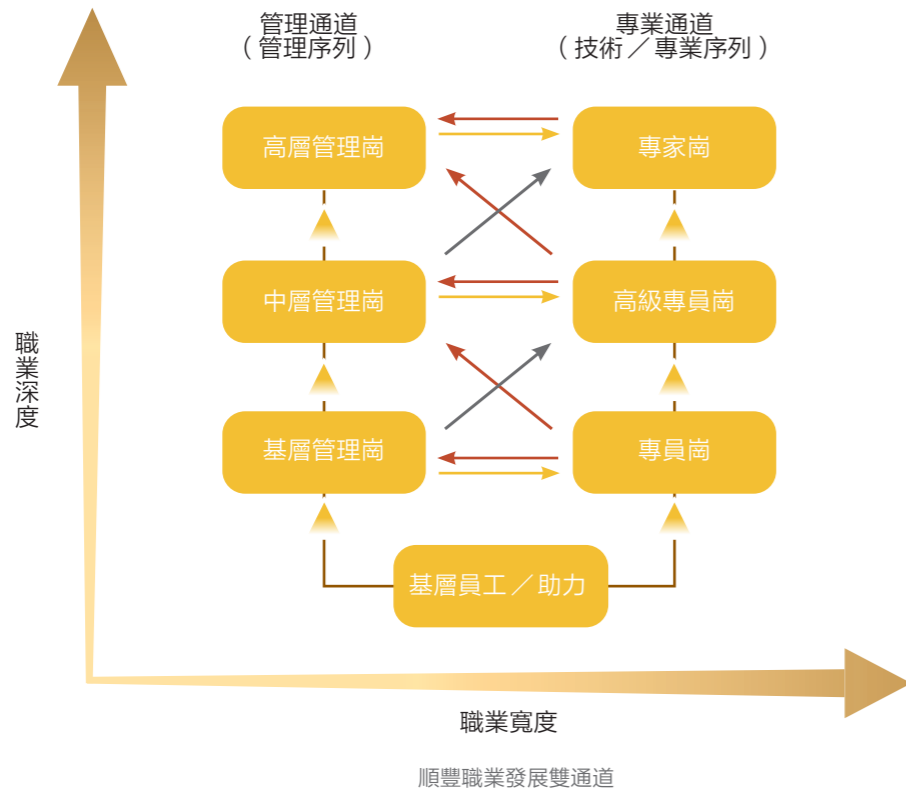 管理通道
（管理序列）
專業通道
（技術／專業序列）
高層管理崗
專家崗
中層管理崗
高級專員崗
職業深度
基層管理崗
專員崗
基層員工／助力
職業寬度
順豐職業發展雙通道